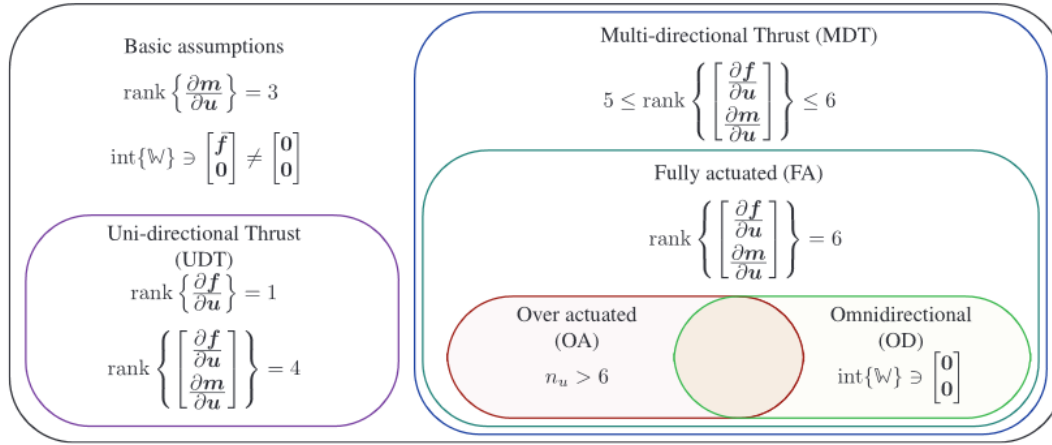 Basic assumptions
rank {∂m/∂u} = 3
int{𝕎} ∋ [f 0] ≠ [0 0]
Uni-directional Thrust
(UDT)
rank {∂f/∂u} = 1
rank {[∂f/∂u ∂m/∂u]} = 4
Multi-directional Thrust (MDT)
5 ≤ rank {[∂f/∂u ∂m/∂u]} ≤ 6
Fully actuated (FA)
rank {[∂f/∂u ∂m/∂u]} = 6
Over actuated
(OA)
n_u > 6
Omnidirectional
(OD)
int{𝕎} ∋ [0 0]